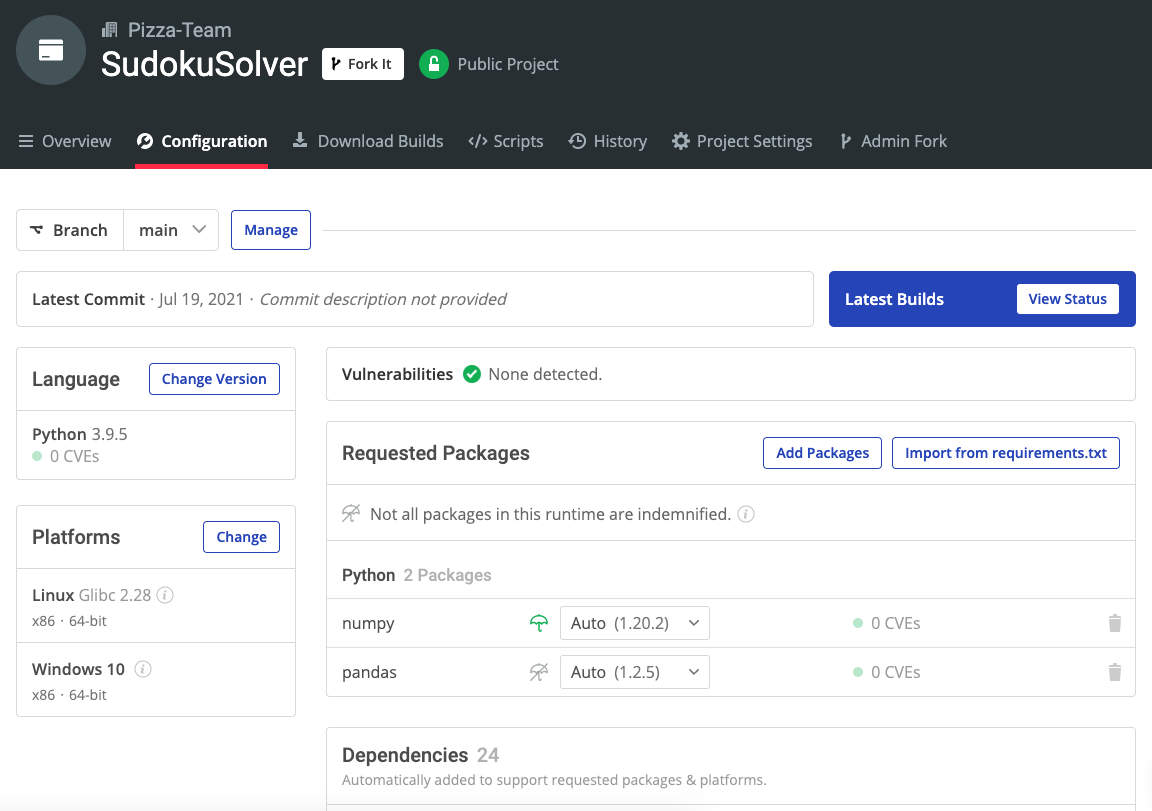 Pizza-Team
SudokuSolver Fork It Public Project
Overview Configuration Download Builds Scripts History Project Settings Admin Fork
Branch main Manage
Latest Commit · Jul 19, 2021 · Commit description not provided
Latest Builds View Status
Language Change Version
Python 3.9.5
0 CVEs
Platforms Change
Linux Glibc 2.28
x86 · 64-bit
Windows 10
x86 · 64-bit
Vulnerabilities None detected.
Requested Packages Add Packages Import from requirements.txt
Not all packages in this runtime are indemnified.
Python 2 Packages
numpy Auto (1.20.2) 0 CVEs
pandas Auto (1.2.5) 0 CVEs
Dependencies 24
Automatically added to support requested packages & platforms.